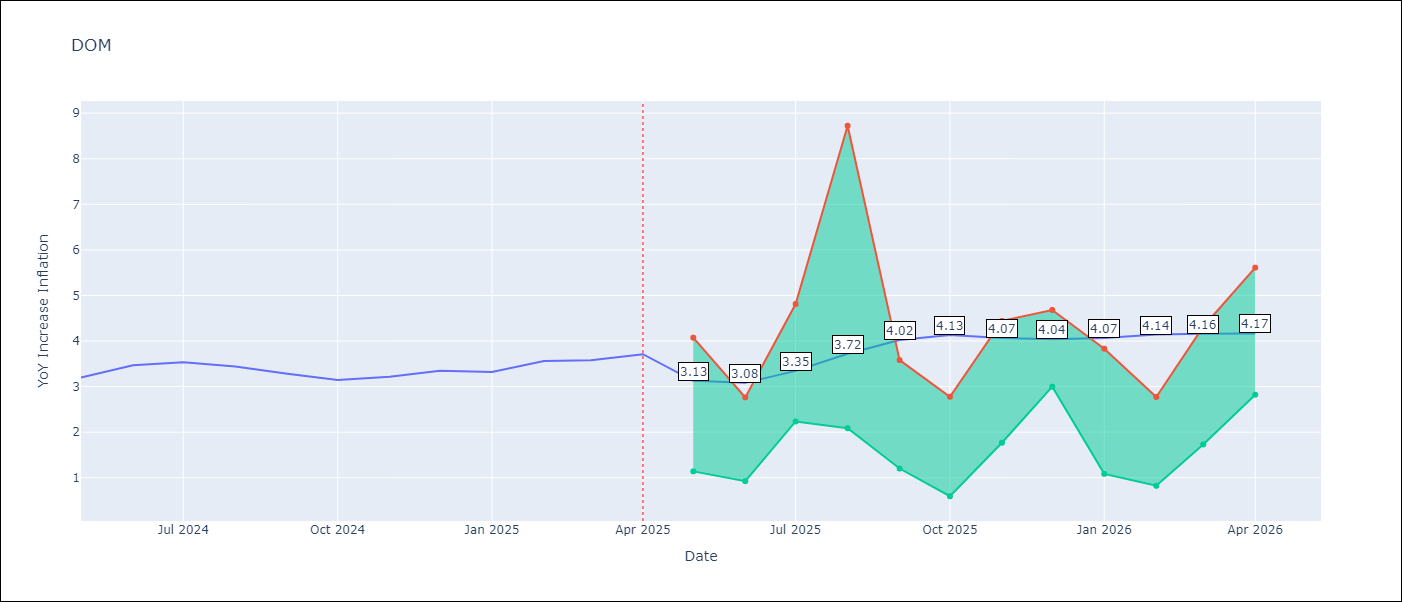 DOM
YoY Increase Inflation
9
8
7
6
5
4
3
2
1
3.13
3.08
3.35
3.72
4.02
4.13
4.07
4.04
4.07
4.14
4.16
4.17
Jul 2024
Oct 2024
Jan 2025
Apr 2025
Jul 2025
Oct 2025
Jan 2026
Apr 2026
Date